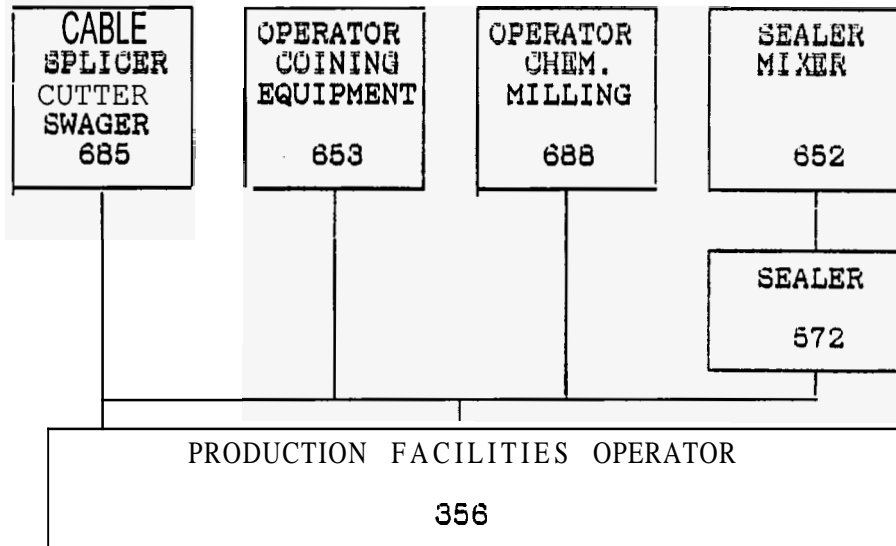 CABLE
SPLICER
CUTTER
SWAGER
685
OPERATOR
COINING
EQUIPMENT
653
OPERATOR
CHEM.
MILLING
688
SEALER
MIXER
652
SEALER
572
PRODUCTION FACILITIES OPERATOR
356